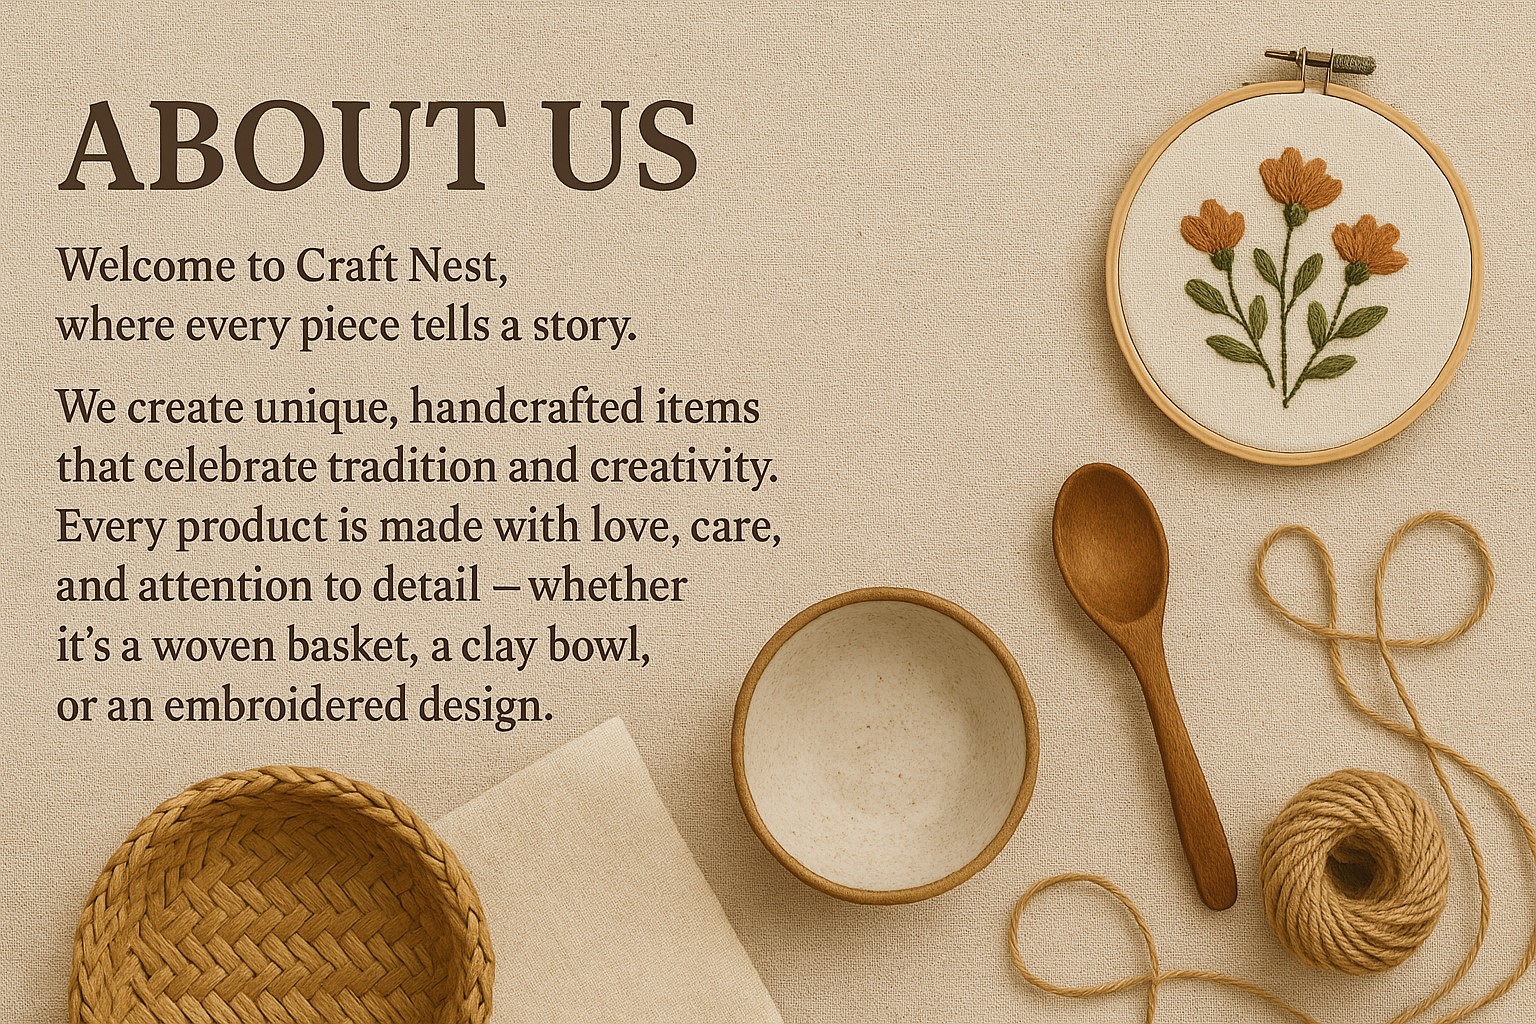 ABOUT US
Welcome to Craft Nest,
where every piece tells a story.
We create unique, handcrafted items
that celebrate tradition and creativity.
Every product is made with love, care,
and attention to detail – whether
it’s a woven basket, a clay bowl,
or an embroidered design.